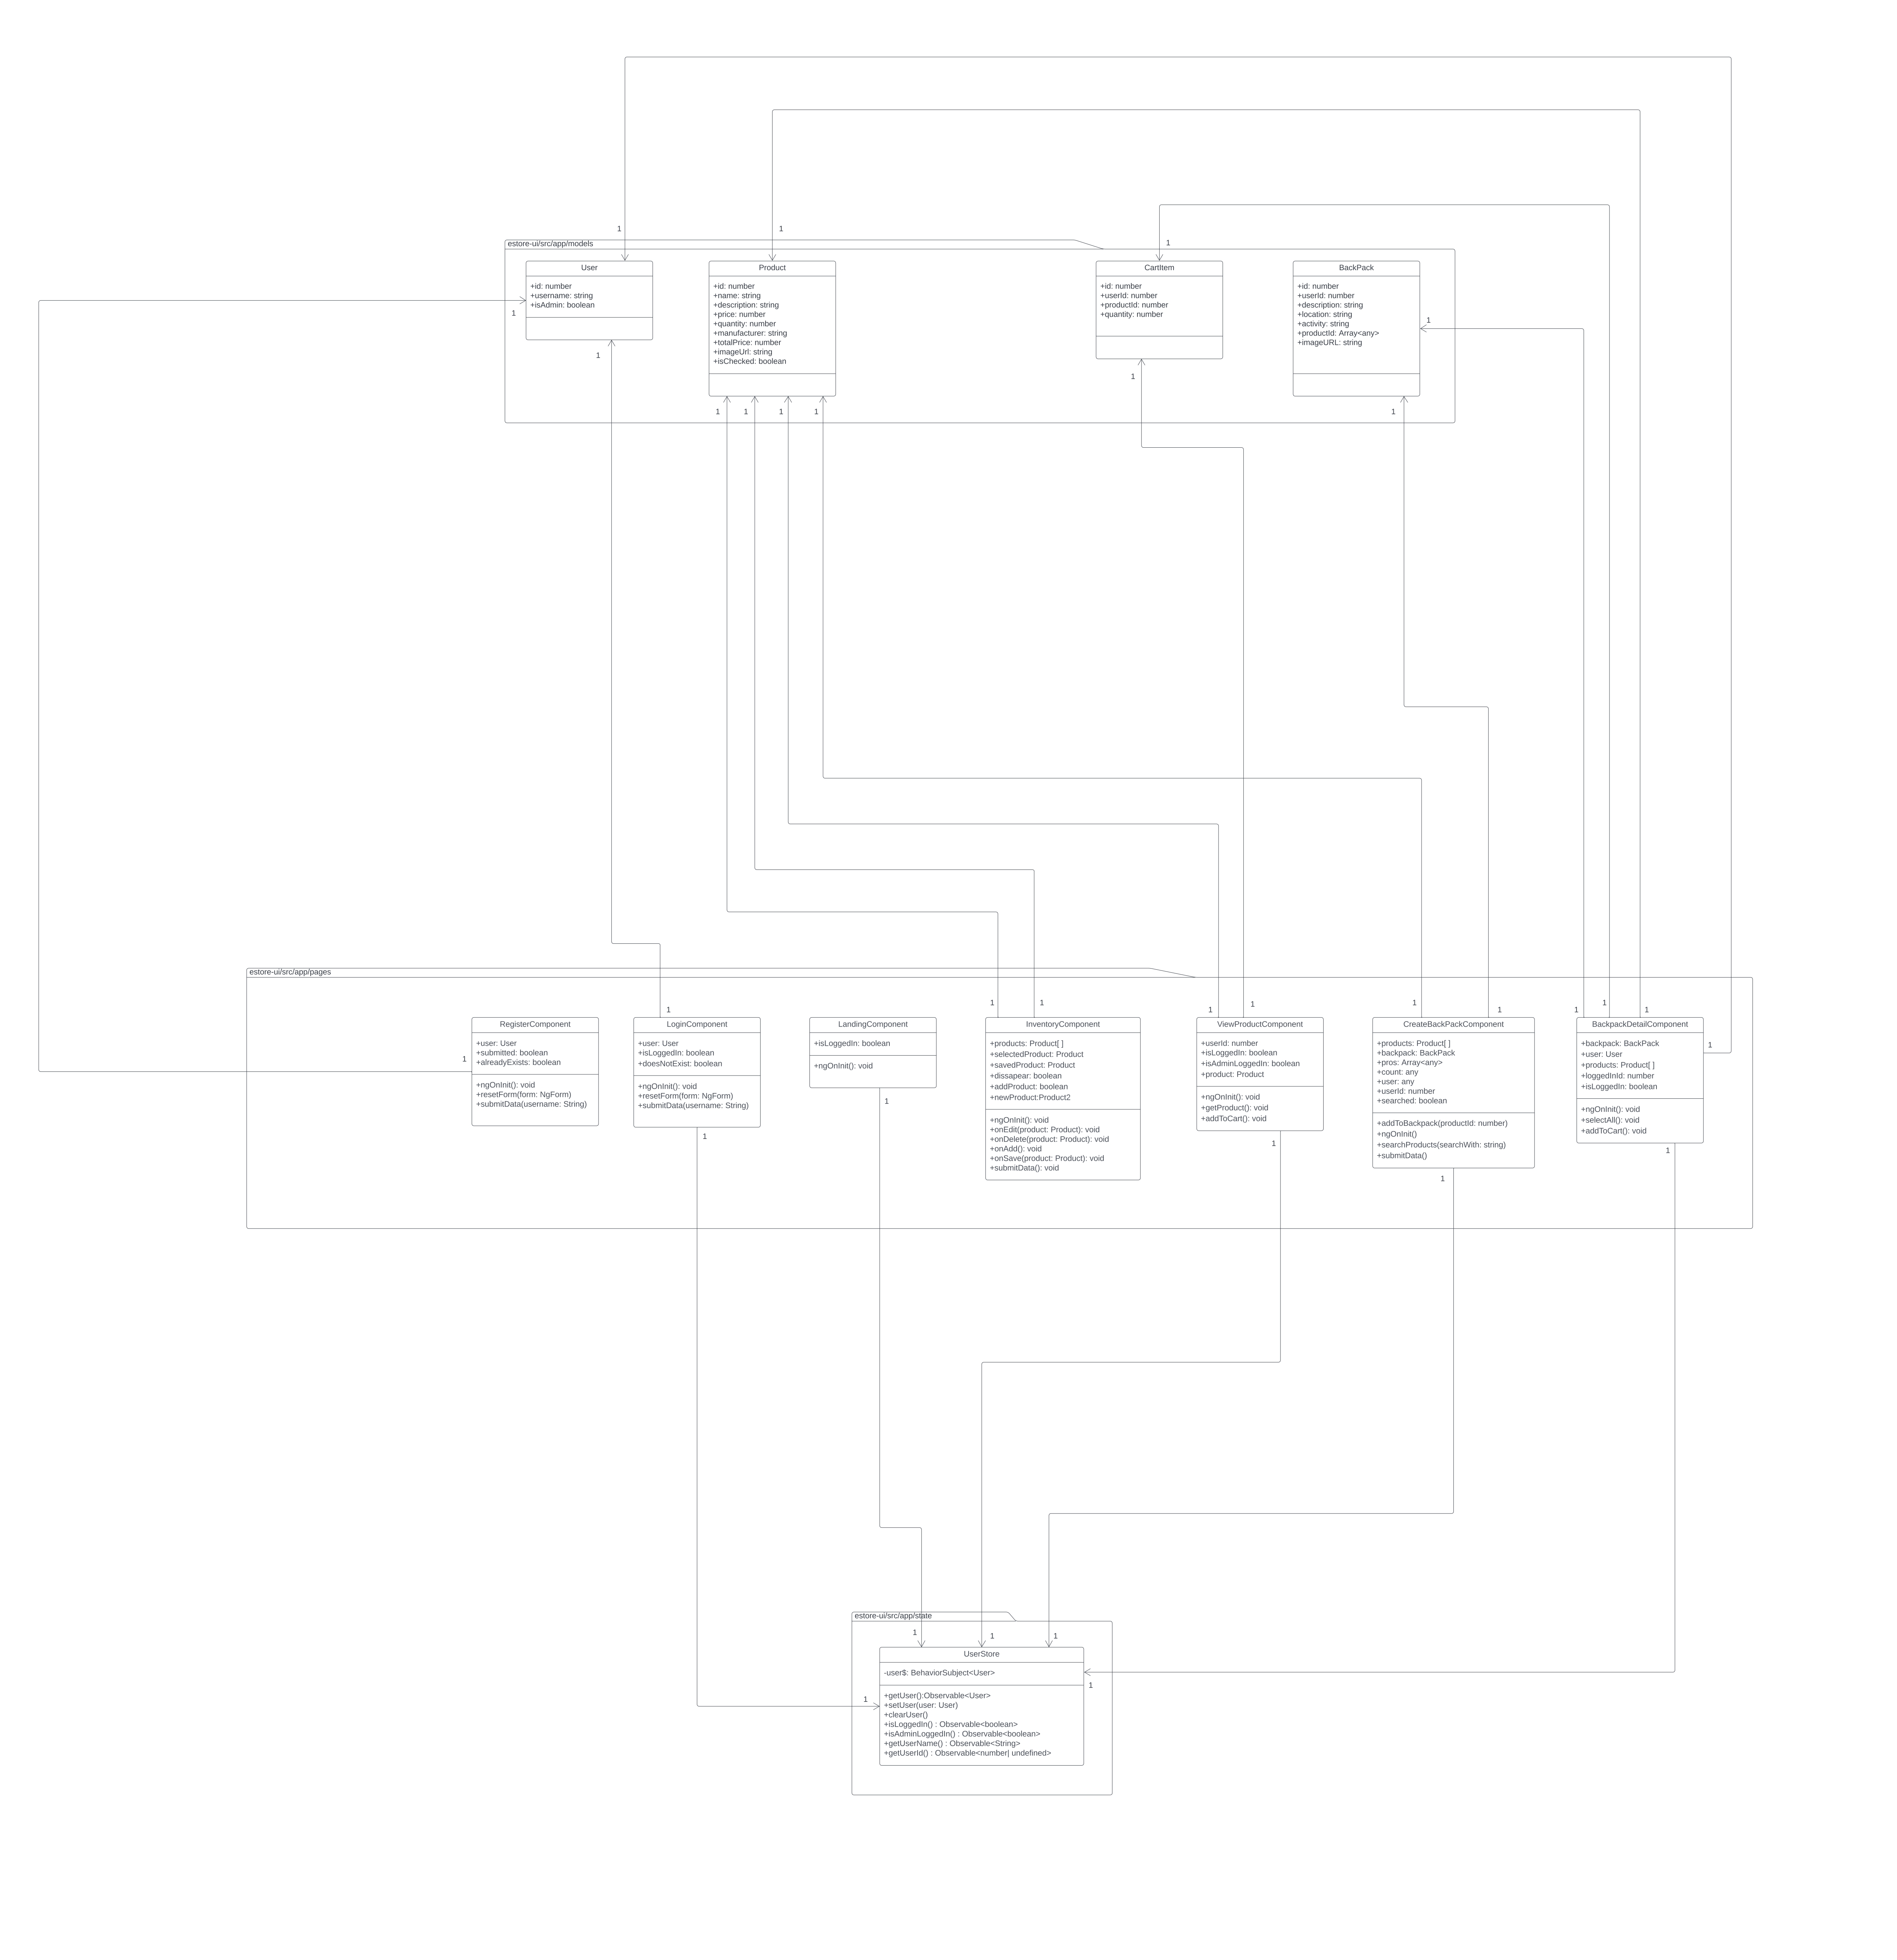 1
1
1
estore-ui/src/app/models
User
+id: number
+username: string
+isAdmin: boolean
1
1
Product
+id: number
+name: string
+description: string
+price: number
+quantity: number
+manufacturer: string
+totalPrice: number
+imageUrl: string
+isChecked: boolean
1
1
1
1
CartItem
+id: number
+userId: number
+productId: number
+quantity: number
1
BackPack
+id: number
+userId: number
+description: string
+location: string
+activity: string
+productId: Array<any>
+imageURL: string
1
1
estore-ui/src/app/pages
1
RegisterComponent
+user: User
+submitted: boolean
+alreadyExists: boolean
+ngOnInit(): void
+resetForm(form: NgForm)
+submitData(username: String)
1
LoginComponent
+user: User
+isLoggedIn: boolean
+doesNotExist: boolean
+ngOnInit(): void
+resetForm(form: NgForm)
+submitData(username: String)
1
LandingComponent
+isLoggedIn: boolean
+ngOnInit(): void
1
1
1
InventoryComponent
+products: Product[ ]
+selectedProduct: Product
+savedProduct: Product
+dissapear: boolean
+addProduct: boolean
+newProduct:Product2
+ngOnInit(): void
+onEdit(product: Product): void
+onDelete(product: Product): void
+onAdd(): void
+onSave(product: Product): void
+submitData(): void
1
1
ViewProductComponent
+userId: number
+isLoggedIn: boolean
+isAdminLoggedIn: boolean
+product: Product
+ngOnInit(): void
+getProduct(): void
+addToCart(): void
1
1
1
CreateBackPackComponent
+products: Product[ ]
+backpack: BackPack
+pros: Array<any>
+count: any
+user: any
+userId: number
+searched: boolean
+addToBackpack(productId: number)
+ngOnInit()
+searchProducts(searchWith: string)
+submitData()
1
1
1
1
BackpackDetailComponent
+backpack: BackPack
+user: User
+products: Product[ ]
+loggedinId: number
+isLoggedIn: boolean
+ngOnInit(): void
+selectAll(): void
+addToCart(): void
1
1
estore-ui/src/app/state
1
1
1
UserStore
-user$: BehaviorSubject<User>
+getUser():Observable<User>
+setUser(user: User)
+clearUser()
+isLoggedIn() : Observable<boolean>
+isAdminLoggedIn() : Observable<boolean>
+getUserName() : Observable<String>
+getUserId() : Observable<number| undefined>
1
1